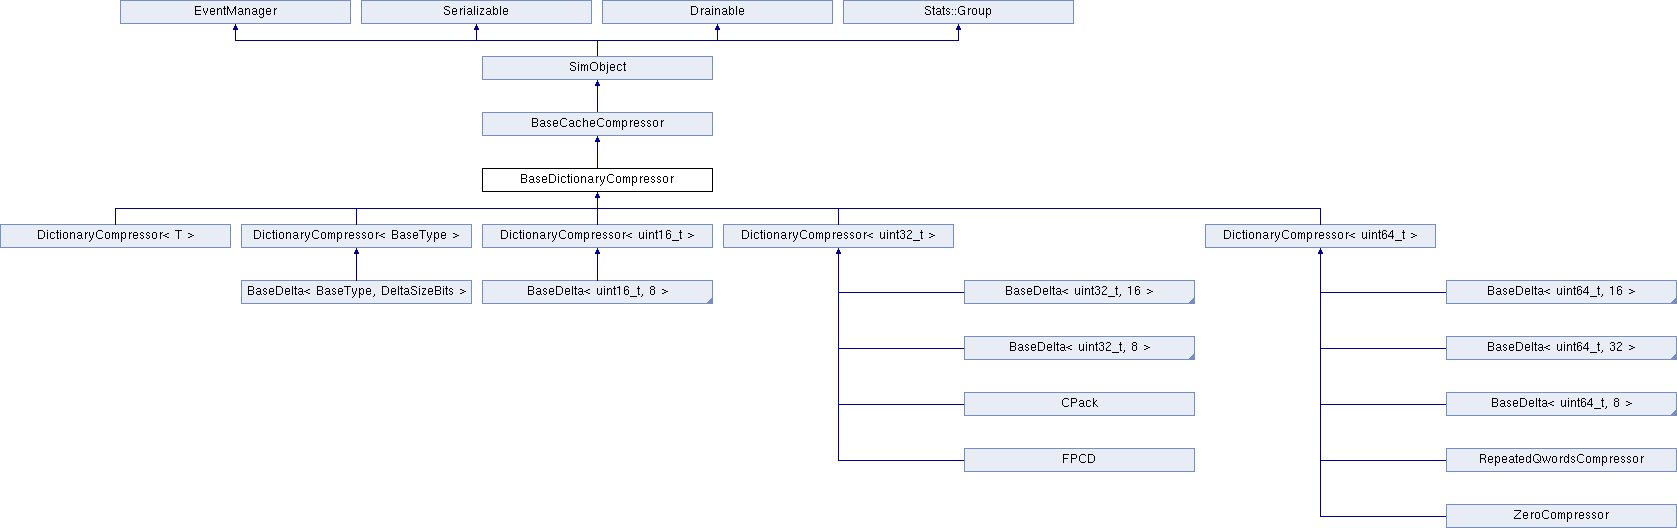 EventManager
Serializable
Drainable
Stats::Group
SimObject
BaseCacheCompressor
BaseDictionaryCompressor
DictionaryCompressor< T >
DictionaryCompressor< BaseType >
DictionaryCompressor< uint16_t >
DictionaryCompressor< uint32_t >
DictionaryCompressor< uint64_t >
BaseDelta< BaseType, DeltaSizeBits >
BaseDelta< uint16_t, 8 >
BaseDelta< uint32_t, 16 >
BaseDelta< uint64_t, 16 >
BaseDelta< uint32_t, 8 >
BaseDelta< uint64_t, 32 >
CPack
BaseDelta< uint64_t, 8 >
FPCD
RepeatedQwordsCompressor
ZeroCompressor